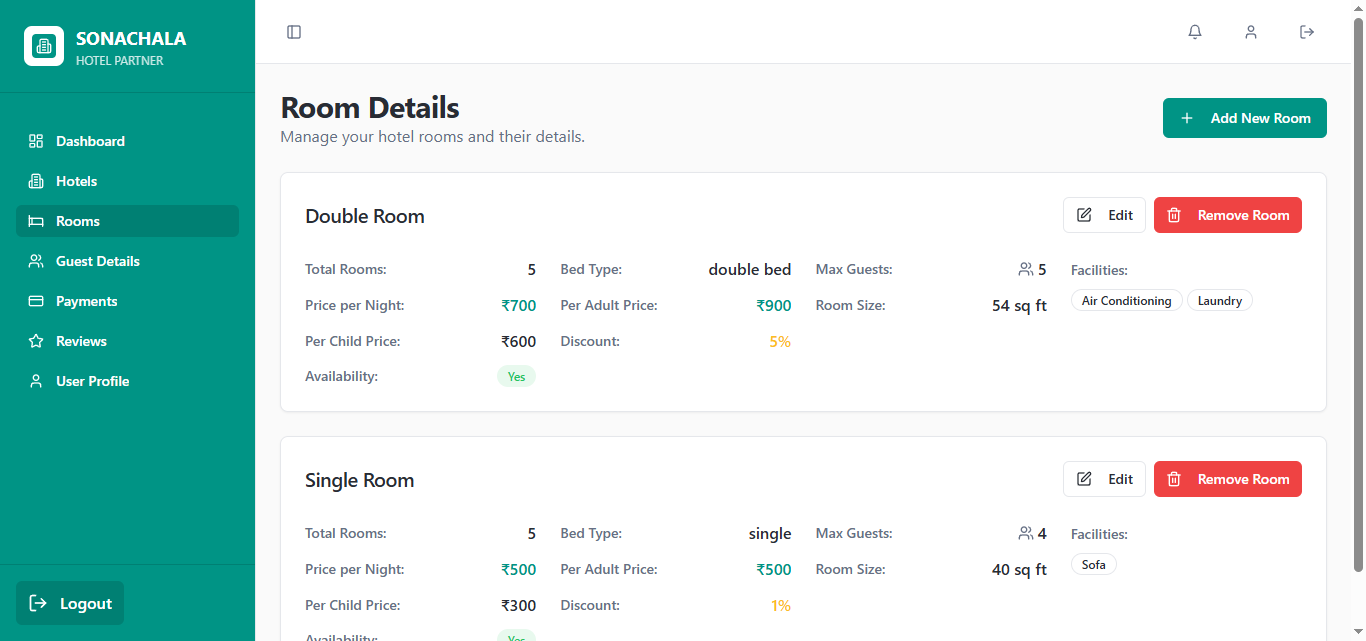 SONACHALA
HOTEL PARTNER
Dashboard
Hotels
Rooms
Guest Details
Payments
Reviews
User Profile
Logout
Room Details
Manage your hotel rooms and their details.
+ Add New Room
Double Room
Edit
Remove Room
Total Rooms: 5
Bed Type: double bed
Max Guests: 5
Facilities:
Price per Night: ₹700
Per Adult Price: ₹900
Room Size: 54 sq ft
Air Conditioning
Laundry
Per Child Price: ₹600
Discount: 5%
Availability: Yes
Single Room
Edit
Remove Room
Total Rooms: 5
Bed Type: single
Max Guests: 4
Facilities:
Price per Night: ₹500
Per Adult Price: ₹500
Room Size: 40 sq ft
Sofa
Per Child Price: ₹300
Discount: 1%
Availability: Yes